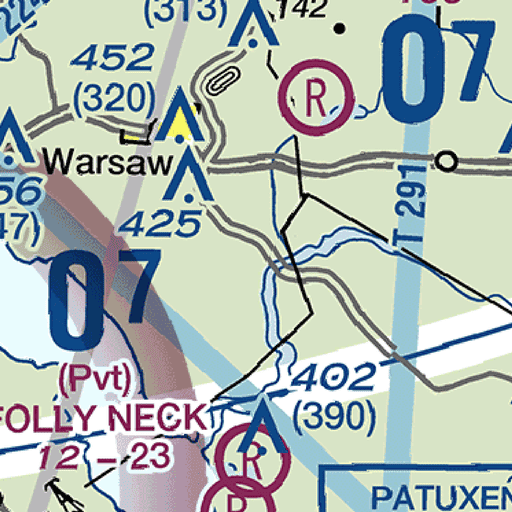 224
(313)
142
452
(320)
R
07
Warsaw
56
47)
425
T 291
07
(Pvt)
FOLLY NECK
12 – 23
402
(390)
R
R
PATUXEN